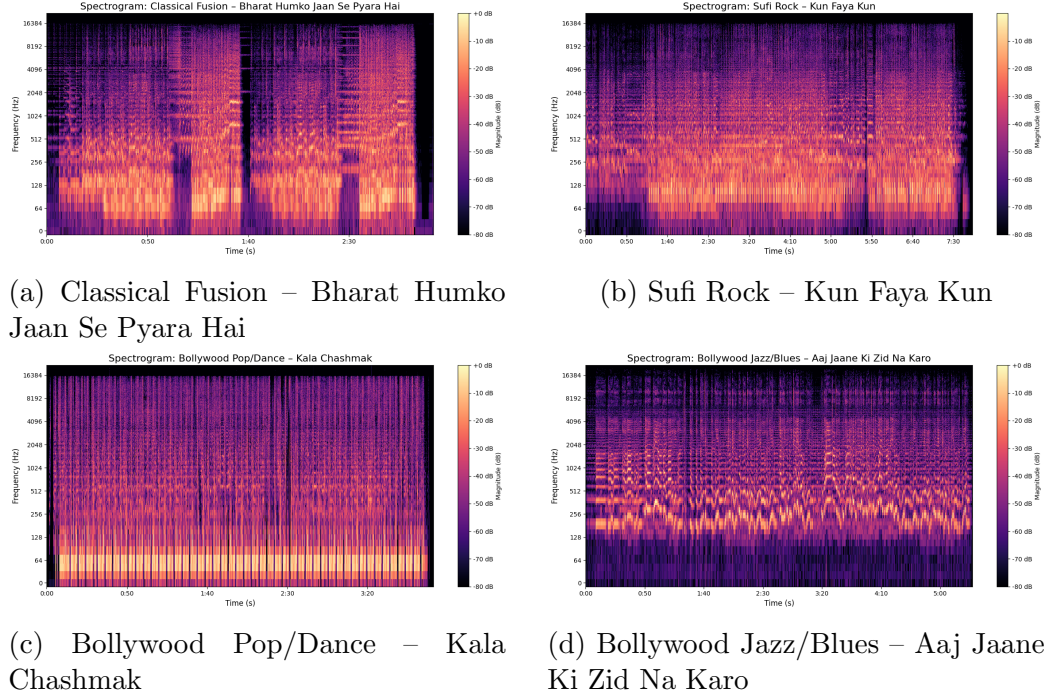 Spectrogram: Classical Fusion – Bharat Humko Jaan Se Pyara Hai
16384
8192
4096
2048
1024
512
256
128
64
0
Frequency (Hz)
0:00 0:50 1:40 2:30
Time (s)
+0 dB
-10 dB
-20 dB
-30 dB
-40 dB
-50 dB
-60 dB
-70 dB
-80 dB
Magnitude (dB)
Spectrogram: Sufi Rock – Kun Faya Kun
16384
8192
4096
2048
1024
512
256
128
64
0
Frequency (Hz)
0:00 0:50 1:40 2:30 3:20 4:10 5:00 5:50 6:40 7:30
Time (s)
+0 dB
-10 dB
-20 dB
-30 dB
-40 dB
-50 dB
-60 dB
-70 dB
-80 dB
Magnitude (dB)
(a) Classical Fusion – Bharat Humko
Jaan Se Pyara Hai
(b) Sufi Rock – Kun Faya Kun
Spectrogram: Bollywood Pop/Dance – Kala Chashmak
16384
8192
4096
2048
1024
512
256
128
64
0
Frequency (Hz)
0:00 0:50 1:40 2:30 3:20
Time (s)
+0 dB
-10 dB
-20 dB
-30 dB
-40 dB
-50 dB
-60 dB
-70 dB
-80 dB
Magnitude (dB)
Spectrogram: Bollywood Jazz/Blues – Aaj Jaane Ki Zid Na Karo
16384
8192
4096
2048
1024
512
256
128
64
0
Frequency (Hz)
0:00 0:50 1:40 2:30 3:20 4:10 5:00
Time (s)
+0 dB
-10 dB
-20 dB
-30 dB
-40 dB
-50 dB
-60 dB
-70 dB
-80 dB
Magnitude (dB)
(c) Bollywood Pop/Dance – Kala
Chashmak
(d) Bollywood Jazz/Blues – Aaj Jaane
Ki Zid Na Karo